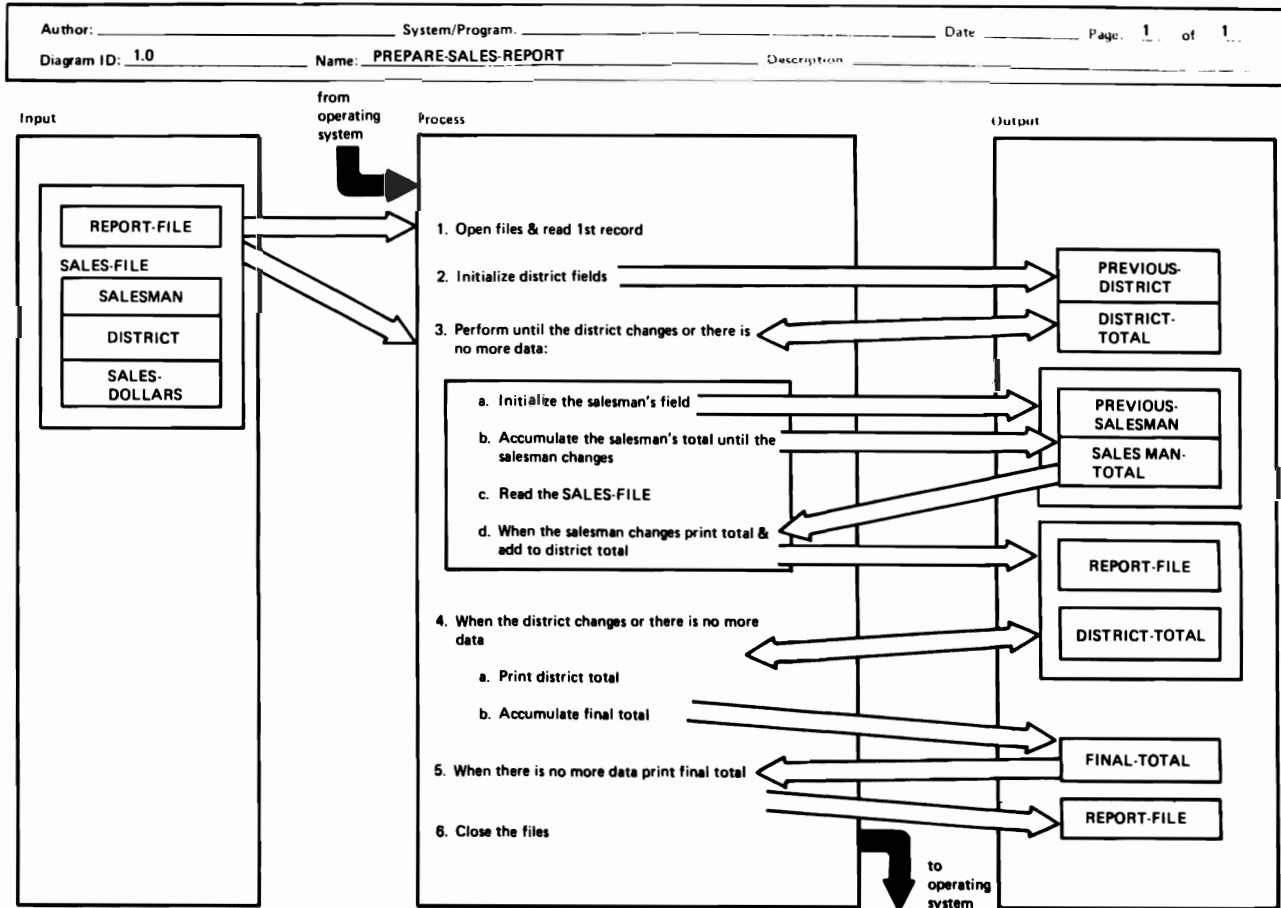 Author: System/Program. Date Page. 1 of 1
Diagram ID: 1.0 Name: PREPARE-SALES-REPORT Description
Input
from
operating
system
Process
Output
REPORT-FILE
SALES-FILE
SALESMAN
DISTRICT
SALES-
DOLLARS
1. Open files & read 1st record
2. Initialize district fields
3. Perform until the district changes or there is
no more data:
a. Initialize the salesman's field
b. Accumulate the salesman's total until the
salesman changes
c. Read the SALES-FILE
d. When the salesman changes print total &
add to district total
4. When the district changes or there is no more
data
a. Print district total
b. Accumulate final total
5. When there is no more data print final total
6. Close the files
PREVIOUS-
DISTRICT
DISTRICT-
TOTAL
PREVIOUS-
SALESMAN
SALES MAN-
TOTAL
REPORT-FILE
DISTRICT-TOTAL
FINAL-TOTAL
REPORT-FILE
to
operating
system